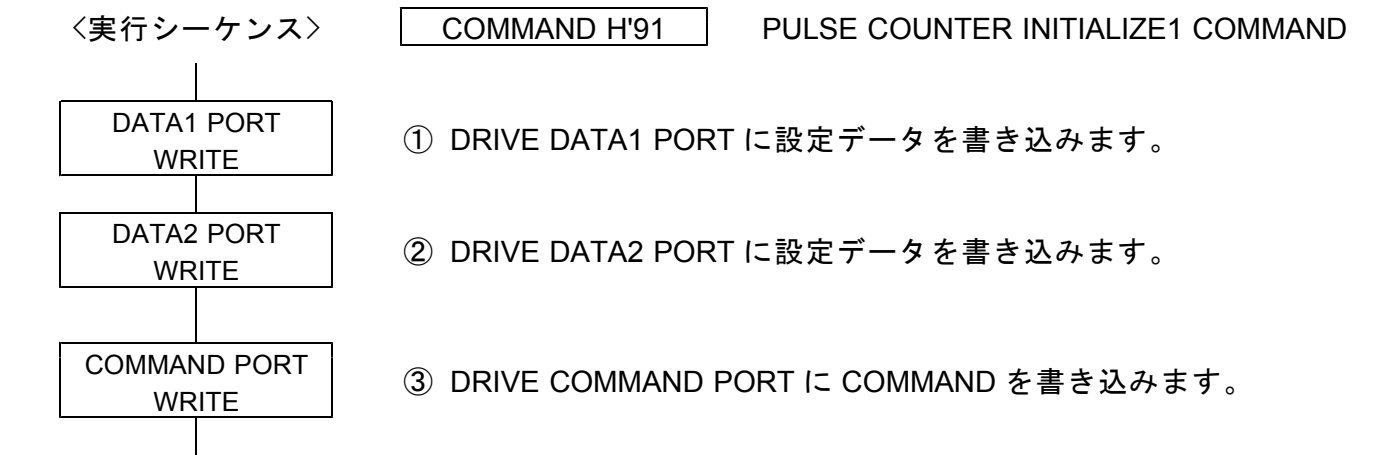 〈実行シーケンス〉 COMMAND H'91 PULSE COUNTER INITIALIZE1 COMMAND
DATA1 PORT
WRITE
① DRIVE DATA1 PORT に設定データを書き込みます。
DATA2 PORT
WRITE
② DRIVE DATA2 PORT に設定データを書き込みます。
COMMAND PORT
WRITE
③ DRIVE COMMAND PORT に COMMAND を書き込みます。